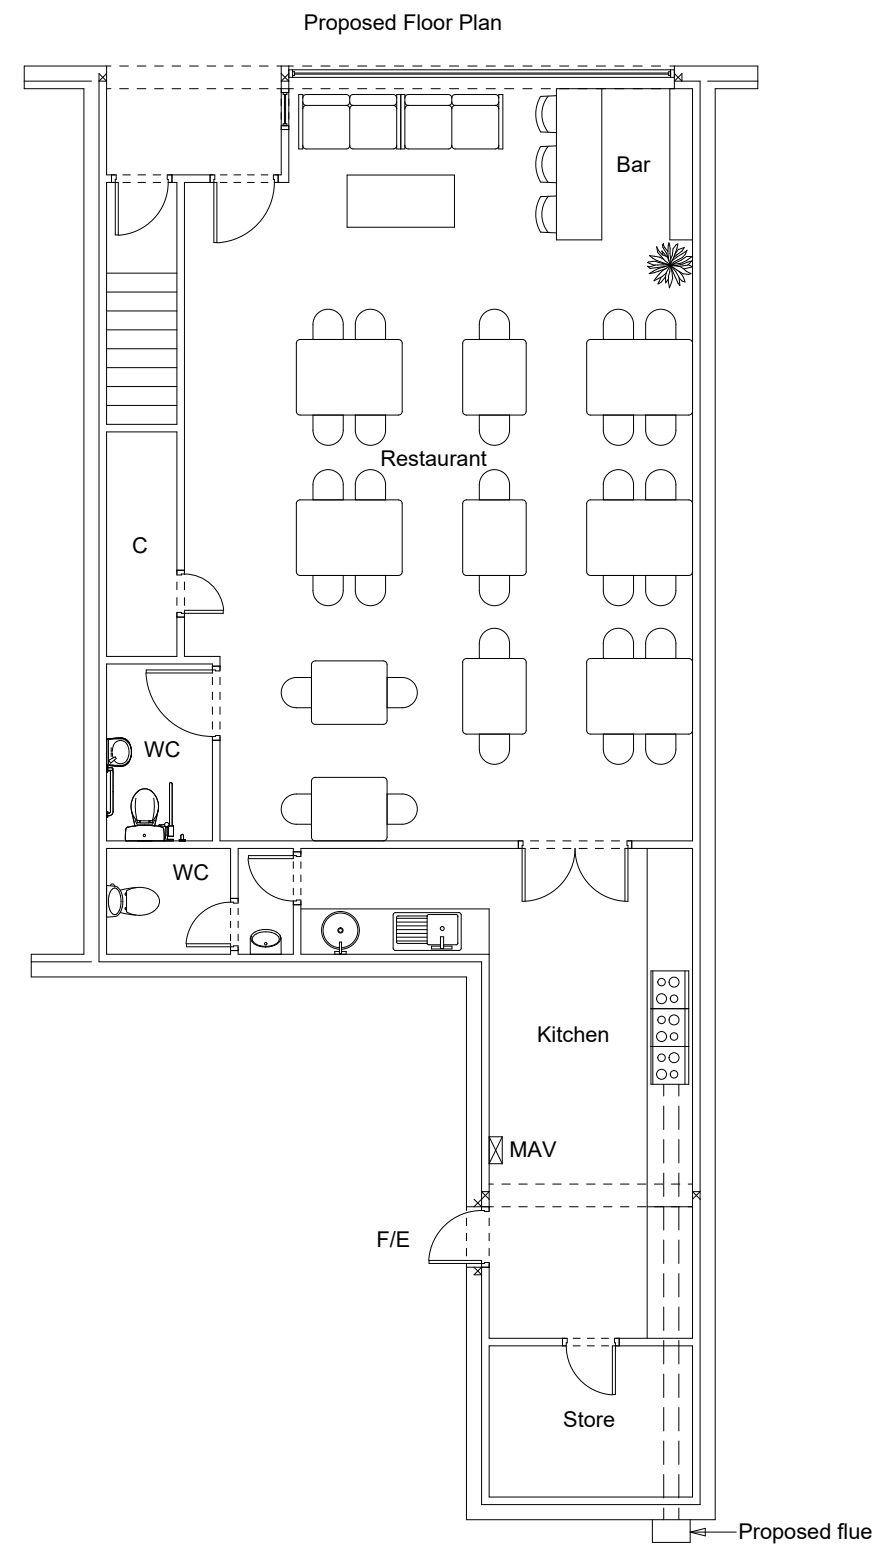 Proposed Floor Plan
Bar
Restaurant
C
WC
WC
Kitchen
MAV
F/E
Store
Proposed flue